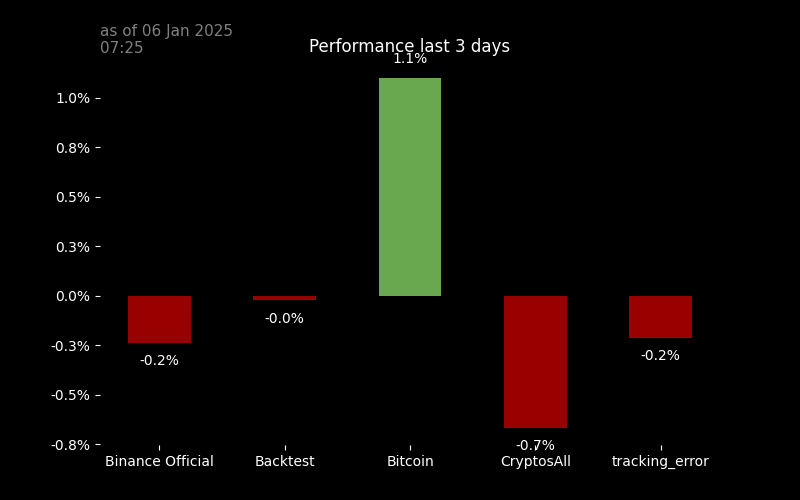 as of 06 Jan 2025
07:25
Performance last 3 days
1.1%
1.0%
0.8%
0.5%
0.3%
0.0%
-0.3%
-0.5%
-0.8%
-0.2%
-0.0%
-0.7%
-0.2%
Binance Official
Backtest
Bitcoin
CryptosAll
tracking_error